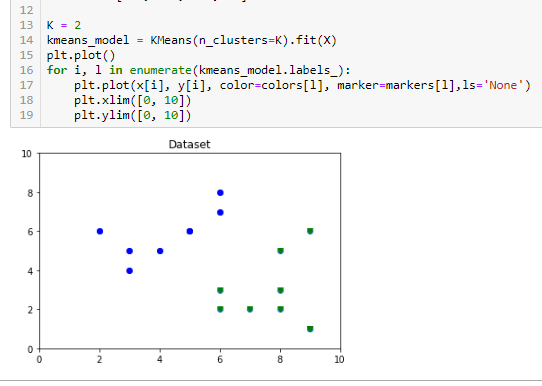 12
13 K = 2
14 kmeans_model = KMeans(n_clusters=K).fit(X)
15 plt.plot()
16 for i, l in enumerate(kmeans_model.labels_):
17     plt.plot(x[i], y[i], color=colors[l], marker=markers[l],ls='None')
18     plt.xlim([0, 10])
19     plt.ylim([0, 10])
Dataset
10
8
6
4
2
0
0 2 4 6 8 10